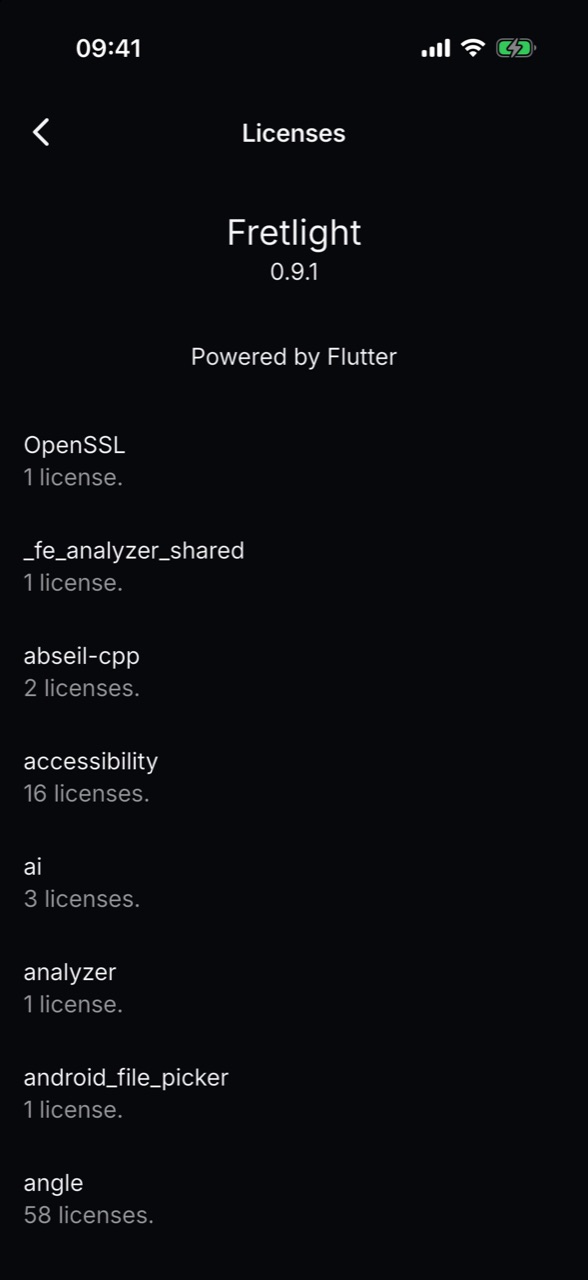 09:41
Licenses
Fretlight
0.9.1
Powered by Flutter
OpenSSL
1 license.
_fe_analyzer_shared
1 license.
abseil-cpp
2 licenses.
accessibility
16 licenses.
ai
3 licenses.
analyzer
1 license.
android_file_picker
1 license.
angle
58 licenses.